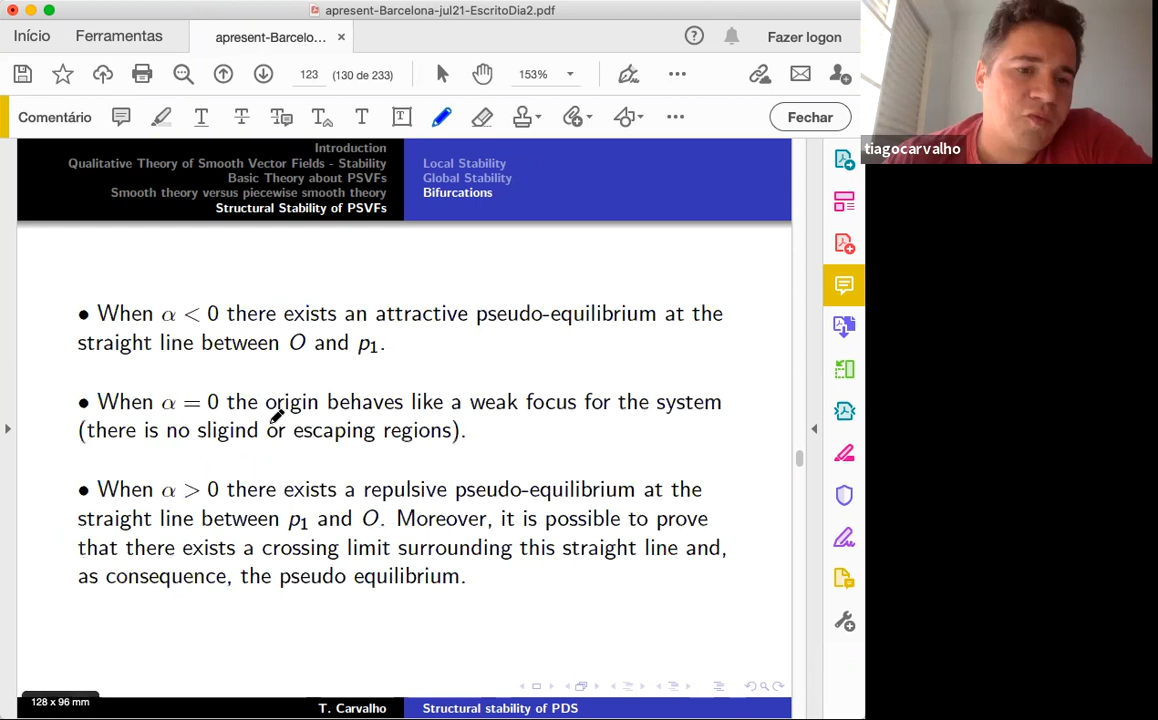 present-Barcelona-jul21-EscritoDia2.pdf
Início
Ferramentas
apresent-Barcelo...
Fazer logon
123
(130 de 233)
153%
Comentário
Fechar
tiagocarvalho
Introduction
Qualitative Theory of Smooth Vector Fields - Stability
Basic Theory about PSVFs
Smooth theory versus piecewise smooth theory
Structural Stability of PSVFs
Local Stability
Global Stability
Bifurcations
● When α < 0 there exists an attractive pseudo-equilibrium at the
straight line between O and p₁.
● When α = 0 the origin behaves like a weak focus for the system
(there is no sligind or escaping regions).
● When α > 0 there exists a repulsive pseudo-equilibrium at the
straight line between p₁ and O. Moreover, it is possible to prove
that there exists a crossing limit surrounding this straight line and,
as consequence, the pseudo equilibrium.
128 x 96 mm
T. Carvalho
Structural stability of PDS